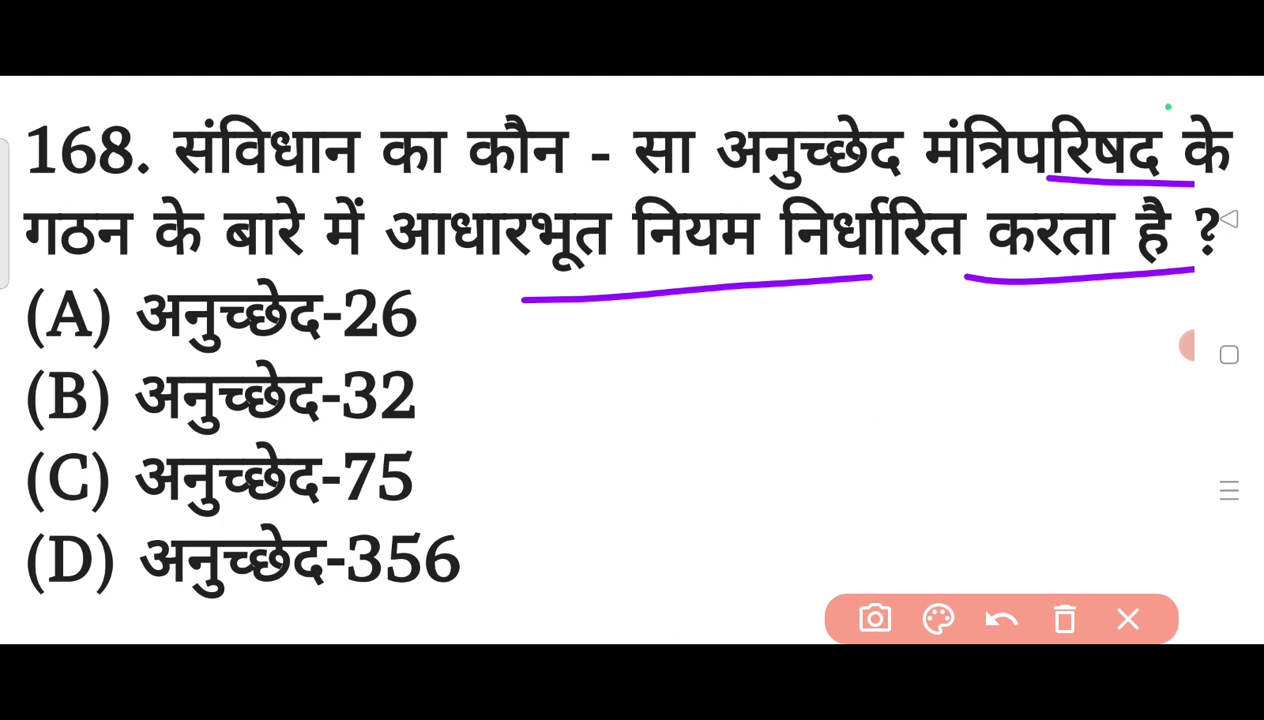 168. संविधान का कौन - सा अनुच्छेद मंत्रिपरिषद के
गठन के बारे में आधारभूत नियम निर्धारित करता है ?
(A) अनुच्छेद-26
(B) अनुच्छेद-32
(C) अनुच्छेद-75
(D) अनुच्छेद-356